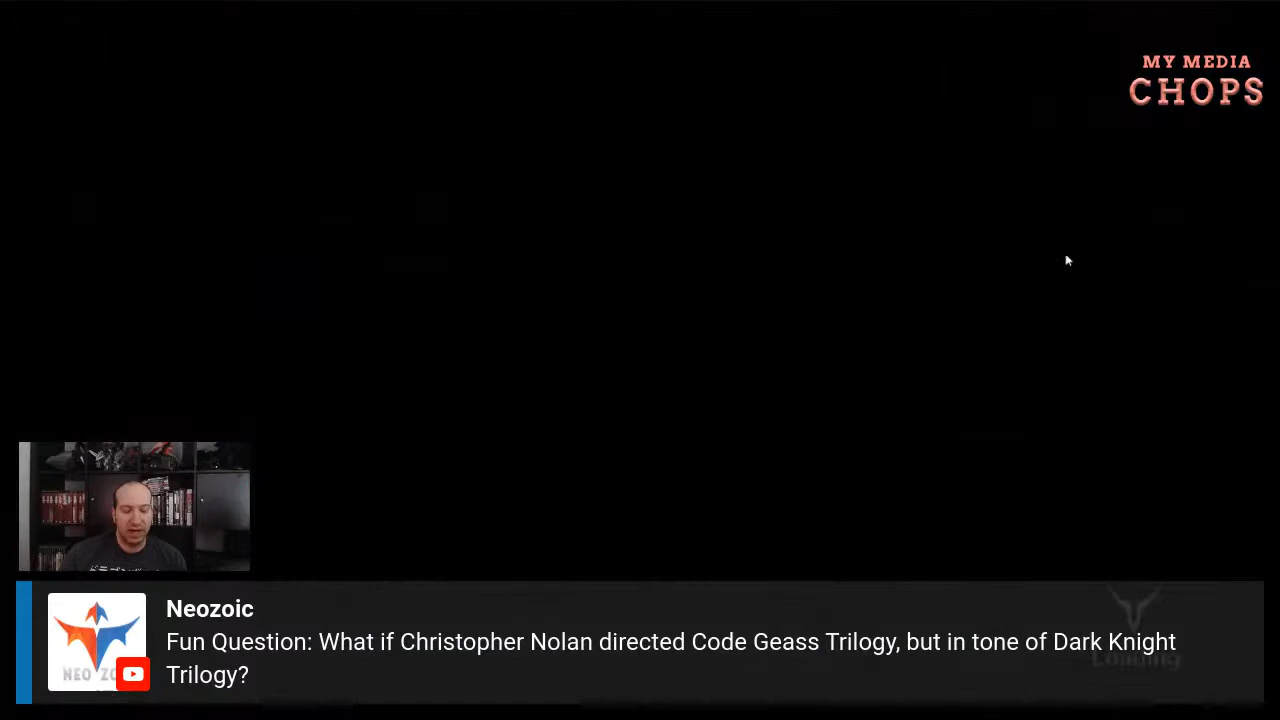 MY MEDIA
CHOPS
Neozoic
Fun Question: What if Christopher Nolan directed Code Geass Trilogy, but in tone of Dark Knight
Trilogy?
Loading